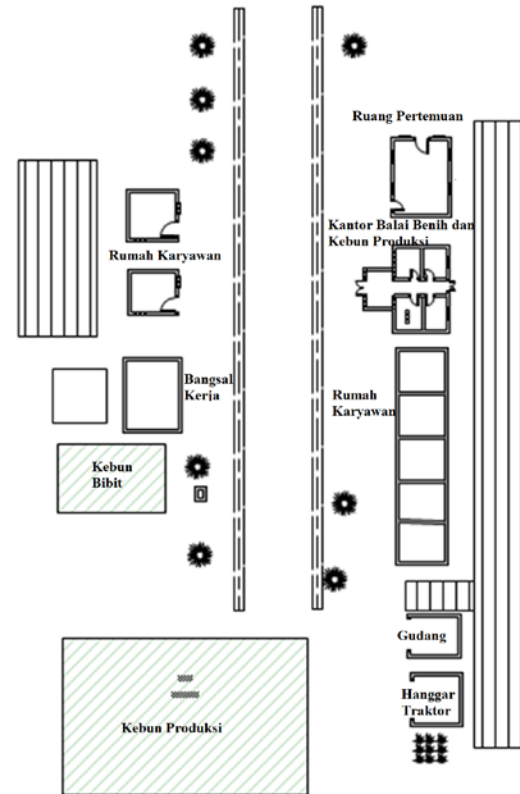 Ruang Pertemuan
Kantor Balai Benih dan
Kebun Produksi
Rumah Karyawan
Bangsal
Kerja
Rumah
Karyawan
Kebun
Bibit
Gudang
Hanggar
Traktor
Kebun Produksi